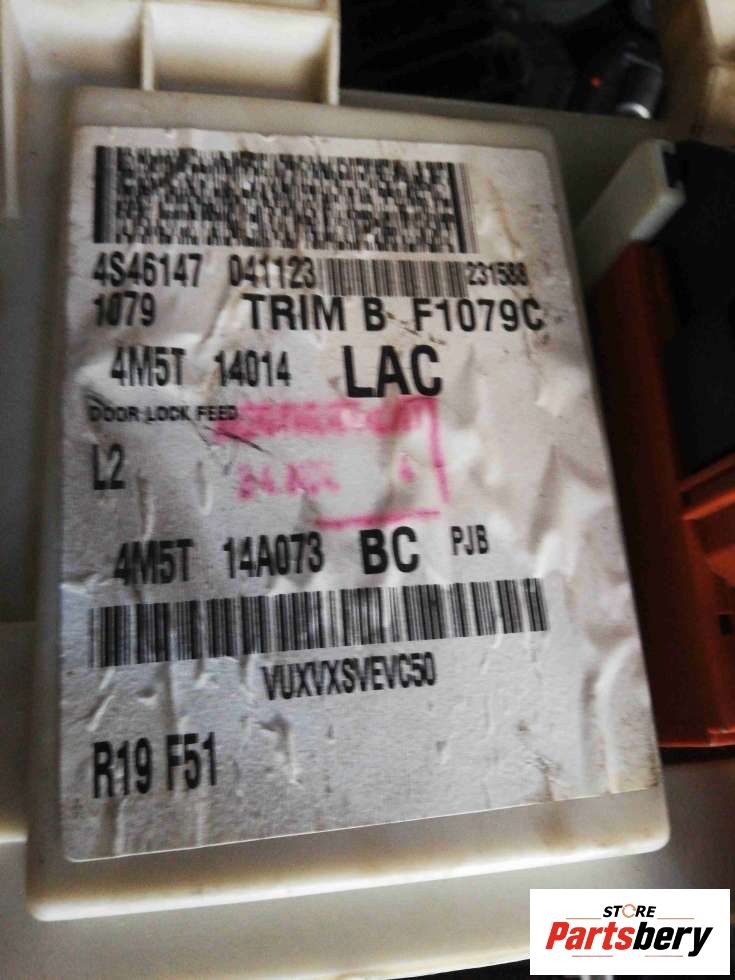 4S46147 041123 231588
1079 TRIM B F1079C
4M5T 14014 LAC
DOOR LOCK FEED
L2
4M5T 14A073 BC PJB
VUXVXSVEVC50
R19 F51
STORE
Partsbery